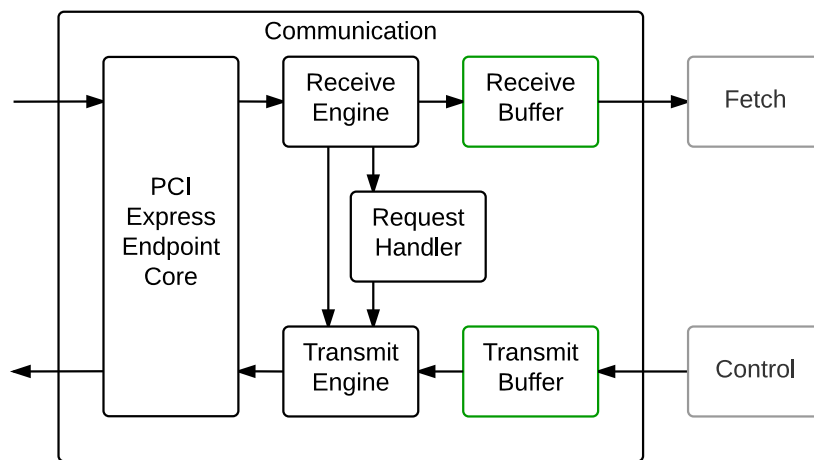 Communication
PCI
Express
Endpoint
Core
Receive
Engine
Receive
Buffer
Fetch
Request
Handler
Transmit
Engine
Transmit
Buffer
Control